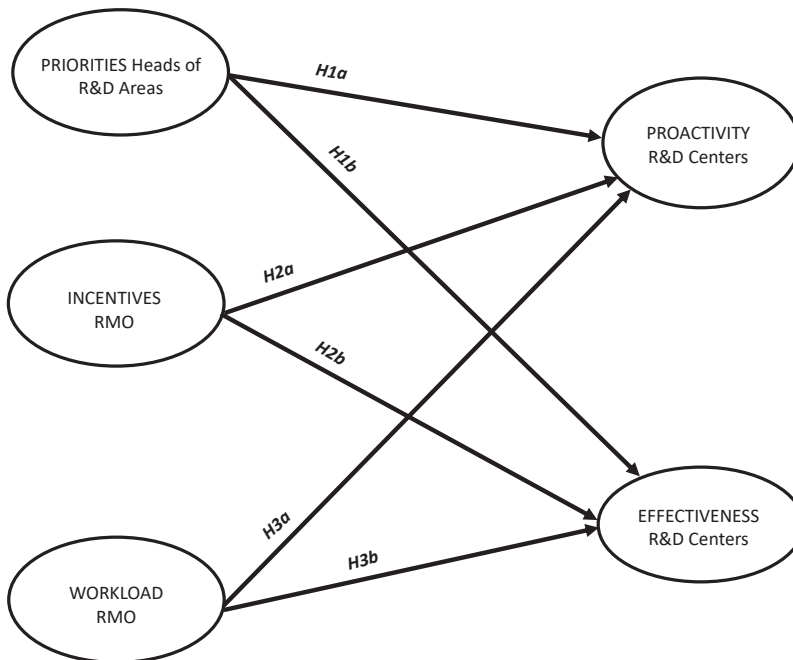 PRIORITIES Heads of
R&D Areas
H1a
PROACTIVITY
R&D Centers
H1b
H2a
INCENTIVES
RMO
H2b
H3a
EFFECTIVENESS
R&D Centers
H3b
WORKLOAD
RMO